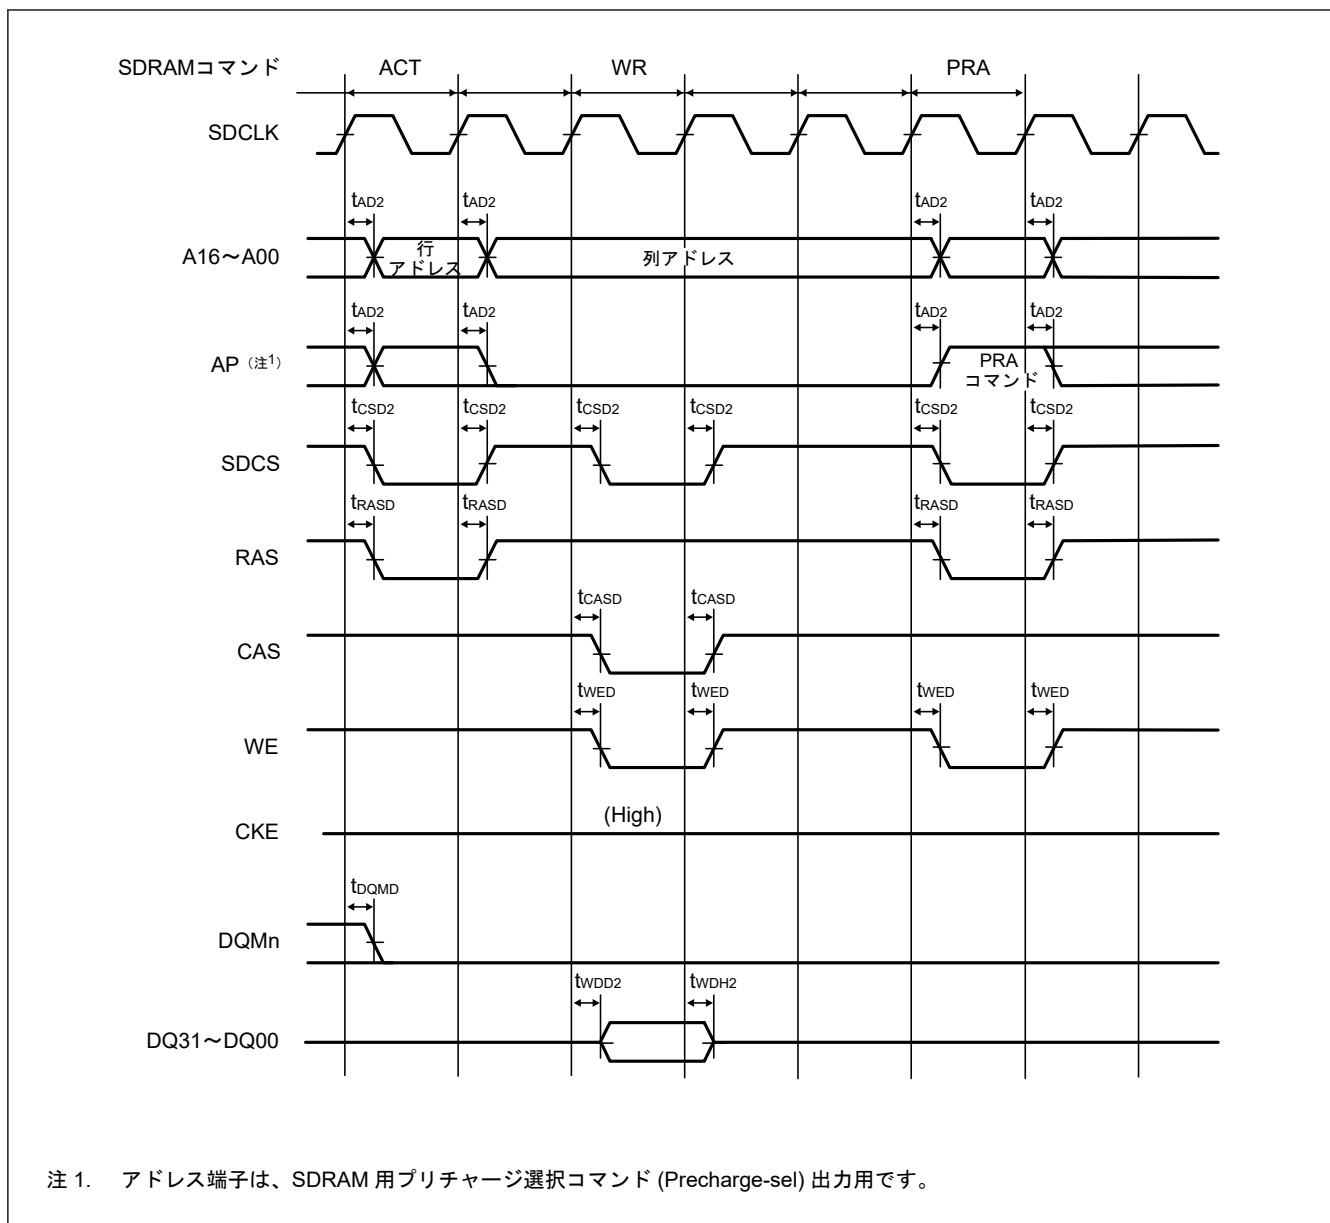 SDRAMコマンド ACT WR PRA
SDCLK
tAD2 tAD2 tAD2 tAD2
A16～A00 行アドレス 列アドレス
tAD2 tAD2 tAD2 tAD2
AP（注1） PRAコマンド
tCSD2 tCSD2 tCSD2 tCSD2 tCSD2 tCSD2
SDCS
tRASD tRASD tRASD tRASD
RAS
tCASD tCASD
CAS
tWED tWED tWED tWED
WE
(High)
CKE
tDQMD
DQMn
tWDD2 tWDH2
DQ31～DQ00
注 1. アドレス端子は、SDRAM 用プリチャージ選択コマンド (Precharge-sel) 出力用です。